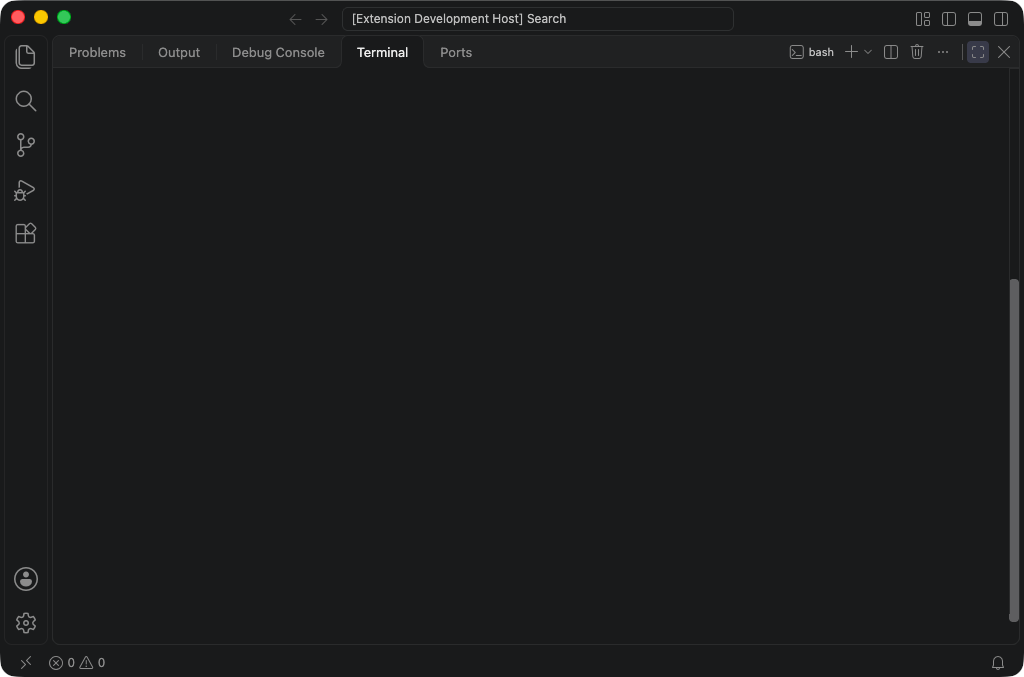 [Extension Development Host] Search
Problems
Output
Debug Console
Terminal
Ports
bash
0
0